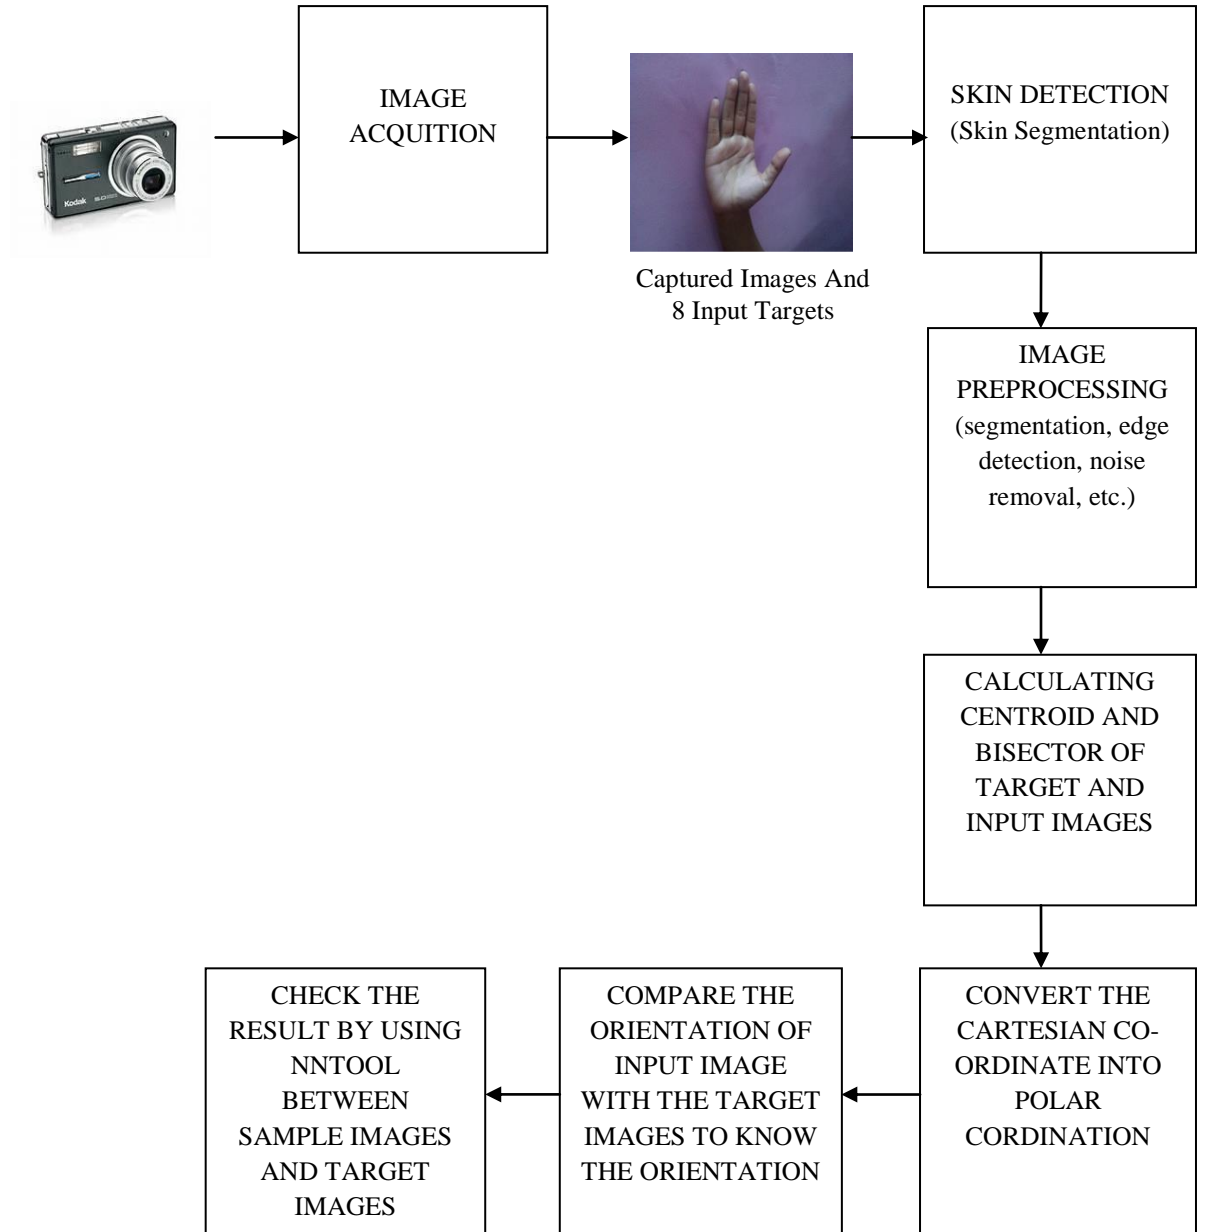 IMAGE
ACQUITION
SKIN DETECTION
(Skin Segmentation)
Kodak
Captured Images And
8 Input Targets
IMAGE
PREPROCESSING
(segmentation, edge
detection, noise
removal, etc.)
CALCULATING
CENTROID AND
BISECTOR OF
TARGET AND
INPUT IMAGES
CONVERT THE
CARTESIAN CO-
ORDINATE INTO
POLAR
CORDINATION
COMPARE THE
ORIENTATION OF
INPUT IMAGE
WITH THE TARGET
IMAGES TO KNOW
THE ORIENTATION
CHECK THE
RESULT BY USING
NNTOOL
BETWEEN
SAMPLE IMAGES
AND TARGET
IMAGES